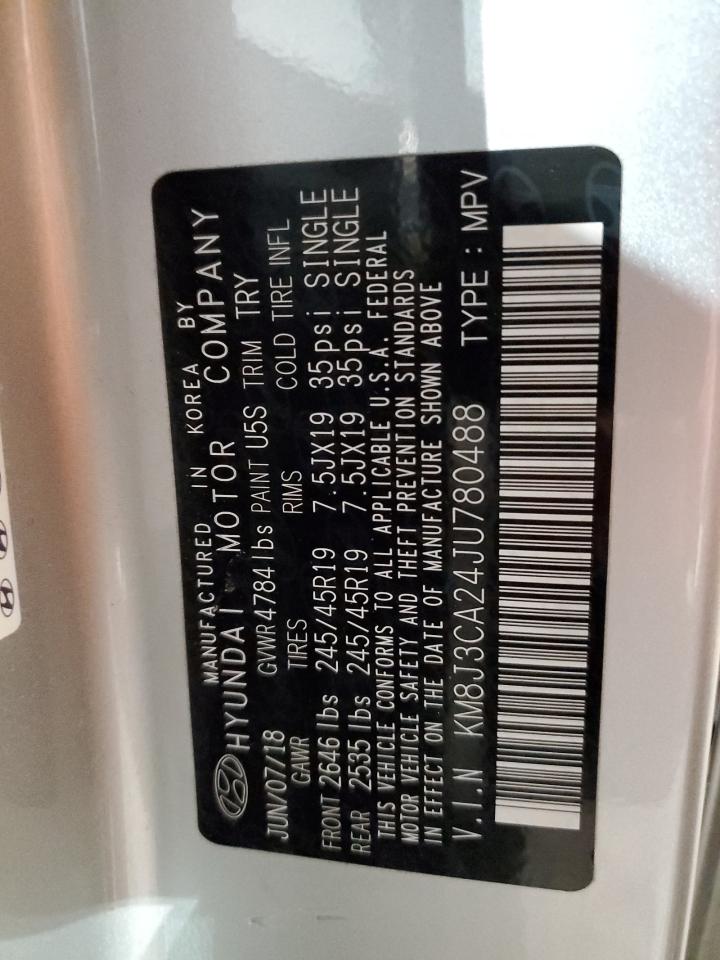 MANUFACTURED IN KOREA BY
HYUNDAI MOTOR COMPANY
JUN/07/18 GVWR 4784 lbs PAINT U5S TRIM TRY
GAWR TIRES RIMS COLD TIRE INFL
FRONT 2646 lbs 245/45R19 7.5JX19 35psi SINGLE
REAR 2535 lbs 245/45R19 7.5JX19 35psi SINGLE
THIS VEHICLE CONFORMS TO ALL APPLICABLE U.S.A. FEDERAL
MOTOR VEHICLE SAFETY AND THEFT PREVENTION STANDARDS
IN EFFECT ON THE DATE OF MANUFACTURE SHOWN ABOVE
V.I.N KM8J3CA24JU780488 TYPE : MPV